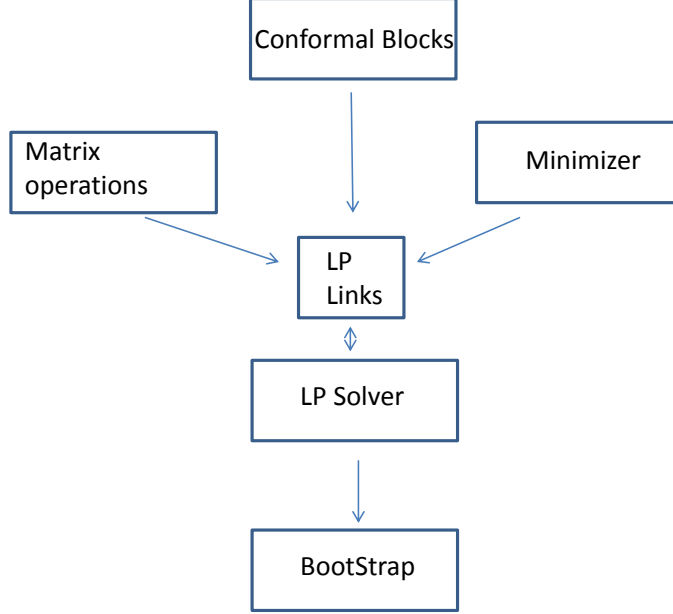 Conformal Blocks
Matrix
operations
Minimizer
LP
Links
LP Solver
BootStrap